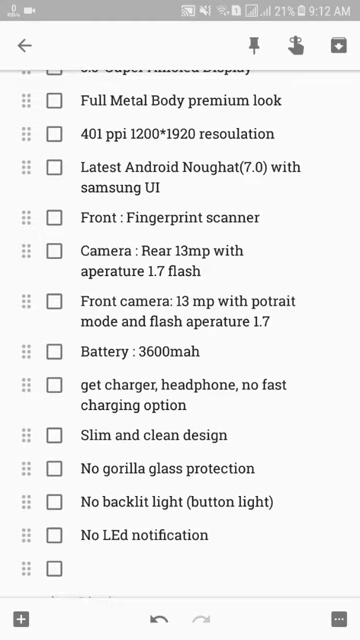 0
KB/s
1
21%
9:12 AM
Full Metal Body premium look
401 ppi 1200*1920 resoulation
Latest Android Noughat(7.0) with
samsung UI
Front : Fingerprint scanner
Camera : Rear 13mp with
aperature 1.7 flash
Front camera: 13 mp with potrait
mode and flash aperature 1.7
Battery : 3600mah
get charger, headphone, no fast
charging option
Slim and clean design
No gorilla glass protection
No backlit light (button light)
No LEd notification